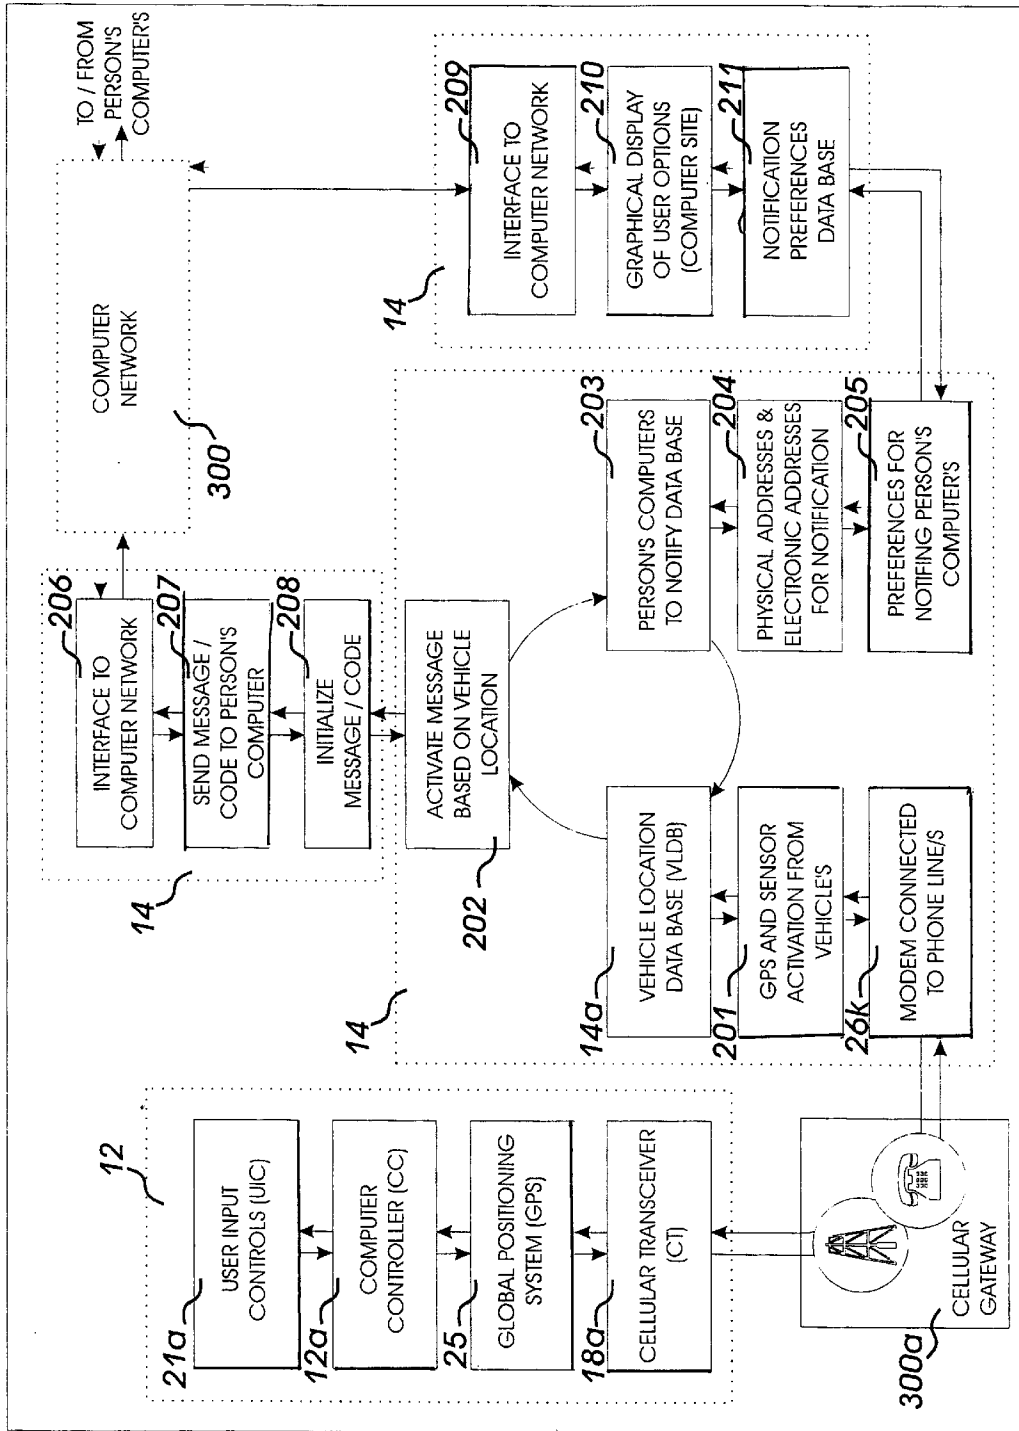 12
21a
USER INPUT
CONTROLS (UIC)
12a
COMPUTER
CONTROLLER (CC)
25
GLOBAL POSITIONING
SYSTEM (GPS)
18a
CELLULAR TRANSCEIVER
(CT)
300a
CELLULAR
GATEWAY
14
202
ACTIVATE MESSAGE
BASED ON VEHICLE
LOCATION
14a
VEHICLE LOCATION
DATA BASE (VLDB)
201
GPS AND SENSOR
ACTIVATION FROM
VEHICLE'S
26k
MODEM CONNECTED
TO PHONE LINE/S
203
PERSON'S COMPUTERS
TO NOTIFY DATA BASE
204
PHYSICAL ADDRESSES &
ELECTRONIC ADDRESSES
FOR NOTIFICATION
205
PREFERENCES FOR
NOTIFING PERSON'S
COMPUTER'S
14
206
INTERFACE TO
COMPUTER NETWORK
207
SEND MESSAGE /
CODE TO PERSON'S
COMPUTER
208
INITIALIZE
MESSAGE / CODE
300
COMPUTER
NETWORK
TO / FROM
PERSON'S
COMPUTER'S
14
209
INTERFACE TO
COMPUTER NETWORK
210
GRAPHICAL DISPLAY
OF USER OPTIONS
(COMPUTER SITE)
211
NOTIFICATION
PREFERENCES
DATA BASE